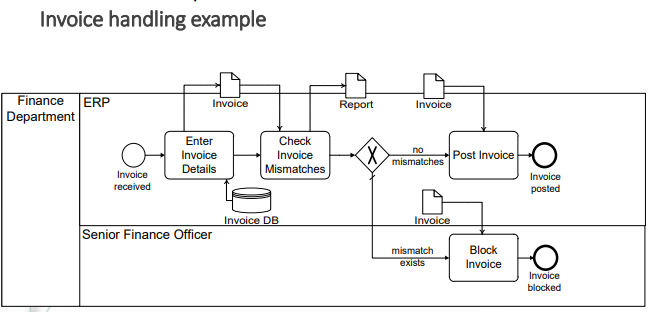 Invoice handling example
Finance
Department
ERP
Invoice
Report
Invoice
Enter
Invoice
Details
Check
Invoice
Mismatches
no
mismatches
Post Invoice
Invoice
received
Invoice
posted
Invoice DB
Invoice
Senior Finance Officer
mismatch
exists
Block
Invoice
Invoice
blocked